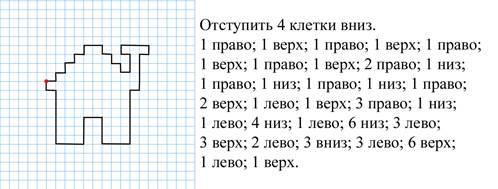 Отступить 4 клетки вниз.
1 право; 1 верх; 1 право; 1 верх; 1 право;
1 верх; 1 право; 1 верх; 2 право; 1 низ;
1 право; 1 низ; 1 право; 1 низ; 1 право;
2 верх; 1 лево; 1 верх; 3 право; 1 низ;
1 лево; 4 низ; 1 лево; 6 низ; 3 лево;
3 верх; 2 лево; 3 вниз; 3 лево; 6 верх;
1 лево; 1 верх.